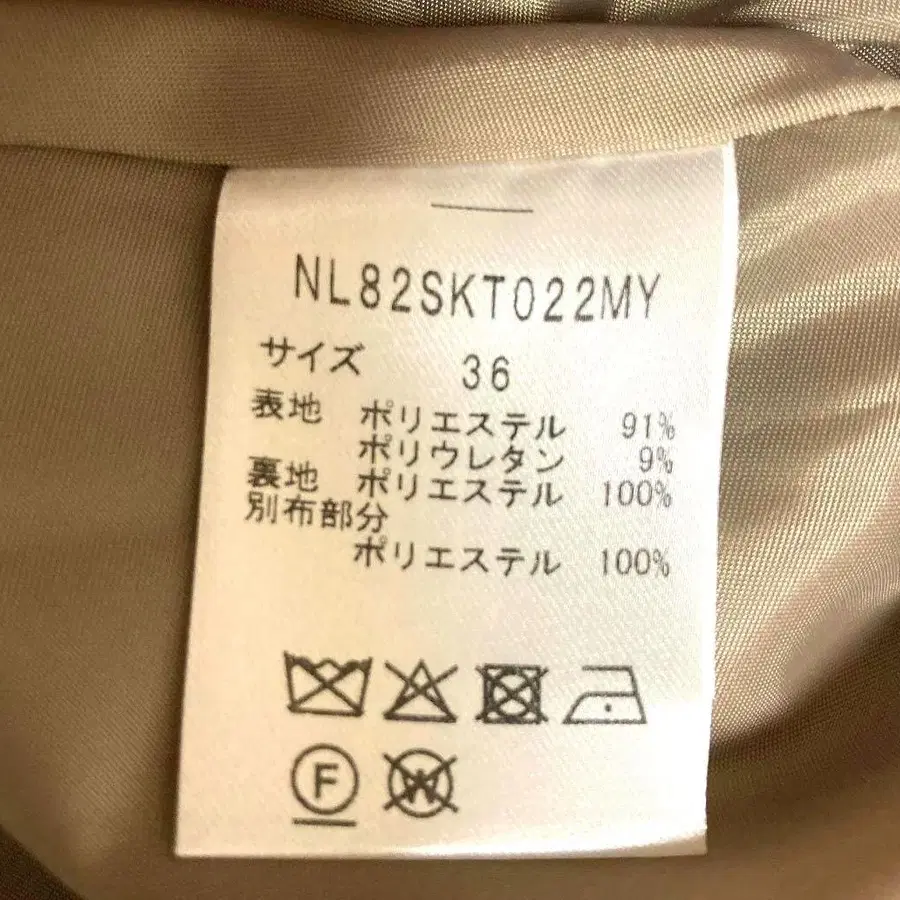 NL82SKT022MY
サイズ 36
表地 ポリエステル 91%
ポリウレタン 9%
裏地 ポリエステル 100%
別布部分
ポリエステル 100%
F W